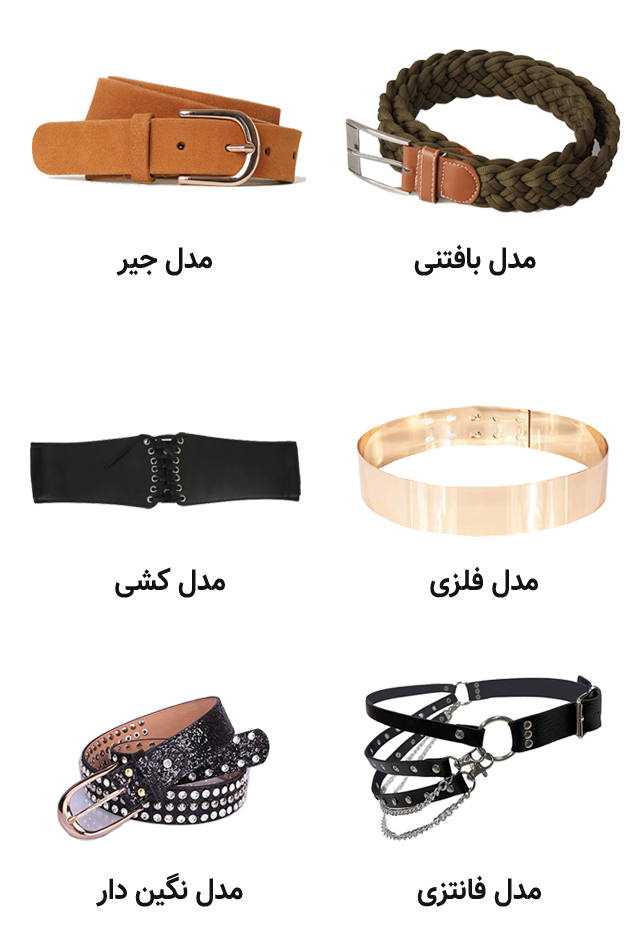 مدل بافتنی
مدل جیر
مدل فلزی
مدل کشی
مدل فانتزی
مدل نگین دار